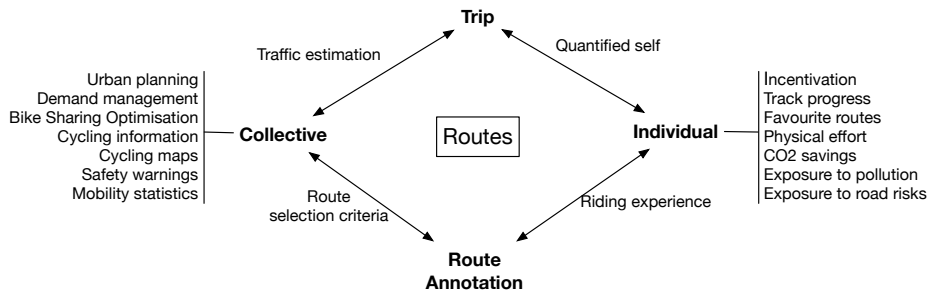 Trip
Traffic estimation
Quantified self
Urban planning
Demand management
Bike Sharing Optimisation
Cycling information
Cycling maps
Safety warnings
Mobility statistics
Collective
Routes
Individual
Incentivation
Track progress
Favourite routes
Physical effort
CO2 savings
Exposure to pollution
Exposure to road risks
Route
selection criteria
Riding experience
Route
Annotation